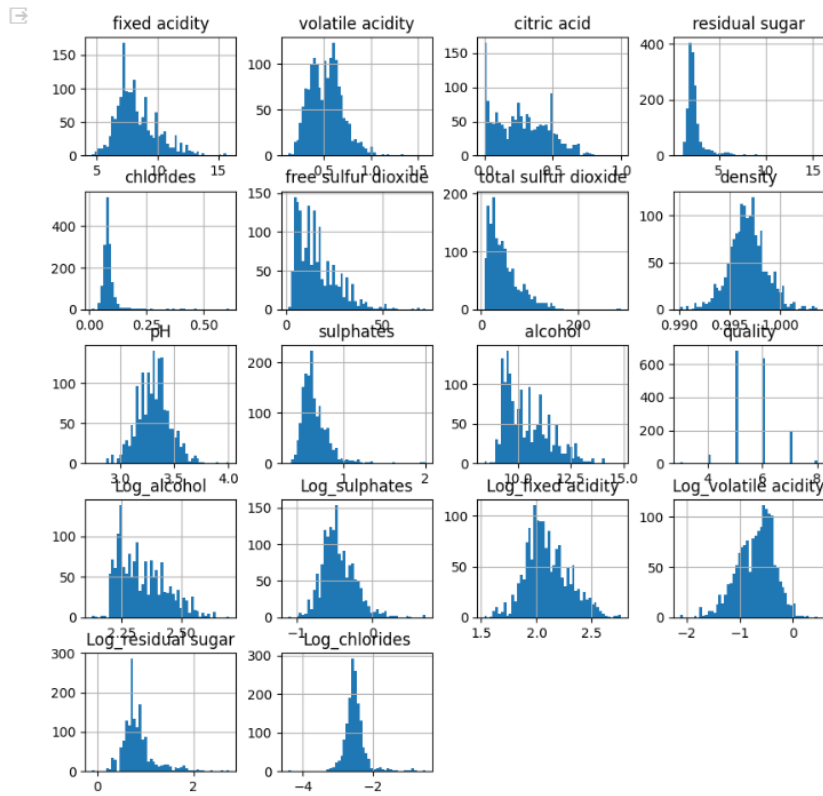 fixed acidity volatile acidity citric acid residual sugar
150 100 50 0 5 10 15
100 50 0 0.5 1.0 1.5
150 100 50 0 0.0 0.5 1.0
400 200 0 5 10 15
chlorides free sulfur dioxide total sulfur dioxide density
400 200 0 0.00 0.25 0.50
150 100 50 0 0 50
200 100 0 0 200
100 50 0 0.990 0.995 1.000
pH sulphates alcohol quality
100 50 0 3.0 3.5 4.0
200 100 0 1 2
100 50 0 10.0 12.5 15.0
600 400 200 0 4 6 8
Log_alcohol Log_sulphates Log_fixed acidity Log_volatile acidity
100 50 0 2.25 2.50
150 100 50 0 −1 0
100 50 0 1.5 2.0 2.5
100 50 0 −2 −1 0
Log_residual sugar Log_chlorides
300 200 100 0 0 2
300 200 100 0 −4 −2